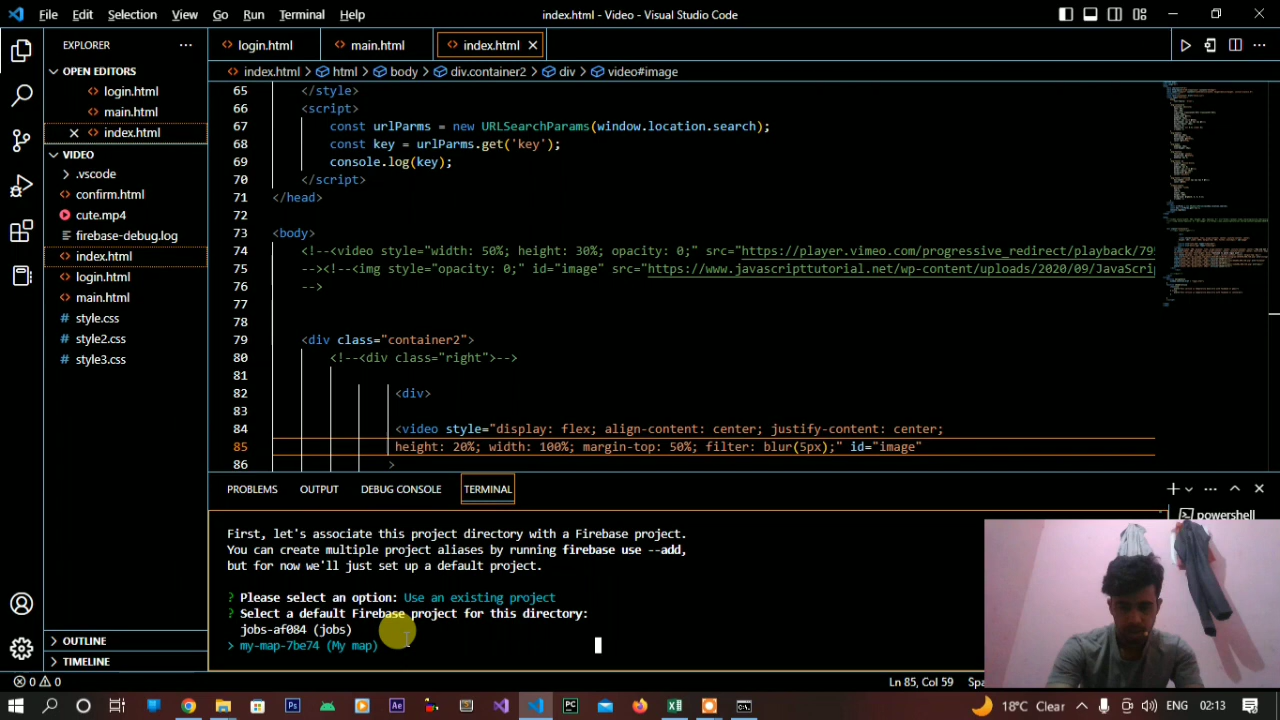 File Edit Selection View Go Run Terminal Help index.html - Video - Visual Studio Code
EXPLORER
OPEN EDITORS
login.html
main.html
index.html
VIDEO
.vscode
confirm.html
cute.mp4
firebase-debug.log
index.html
login.html
main.html
style.css
style2.css
style3.css
OUTLINE
TIMELINE
login.html main.html index.html
index.html html body div.container2 div video#image
65 </style>
66 <script>
67 const urlParms = new URLSearchParams(window.location.search);
68 const key = urlParms.get('key');
69 console.log(key);
70 </script>
71 </head>
72
73 <body>
74 <!--<video style="width: 50%; height: 30%; opacity: 0;" src="https://player.vimeo.com/progressive_redirect/playback/79
75 --><!--<img style="opacity: 0;" id="image" src="https://www.javascripttutorial.net/wp-content/uploads/2020/09/JavaScri
76 -->
77
78
79 <div class="container2">
80 <!--<div class="right">-->
81
82 <div>
83
84 <video style="display: flex; align-content: center; justify-content: center;
85 height: 20%; width: 100%; margin-top: 50%; filter: blur(5px);" id="image"
86 >
PROBLEMS OUTPUT DEBUG CONSOLE TERMINAL
powershell
First, let's associate this project directory with a Firebase project.
You can create multiple project aliases by running firebase use --add,
but for now we'll just set up a default project.
? Please select an option: Use an existing project
? Select a default Firebase project for this directory:
jobs-af084 (jobs)
> my-map-7be74 (My map)
0 0 Ln 85, Col 59
18°C Clear ENG 02:13